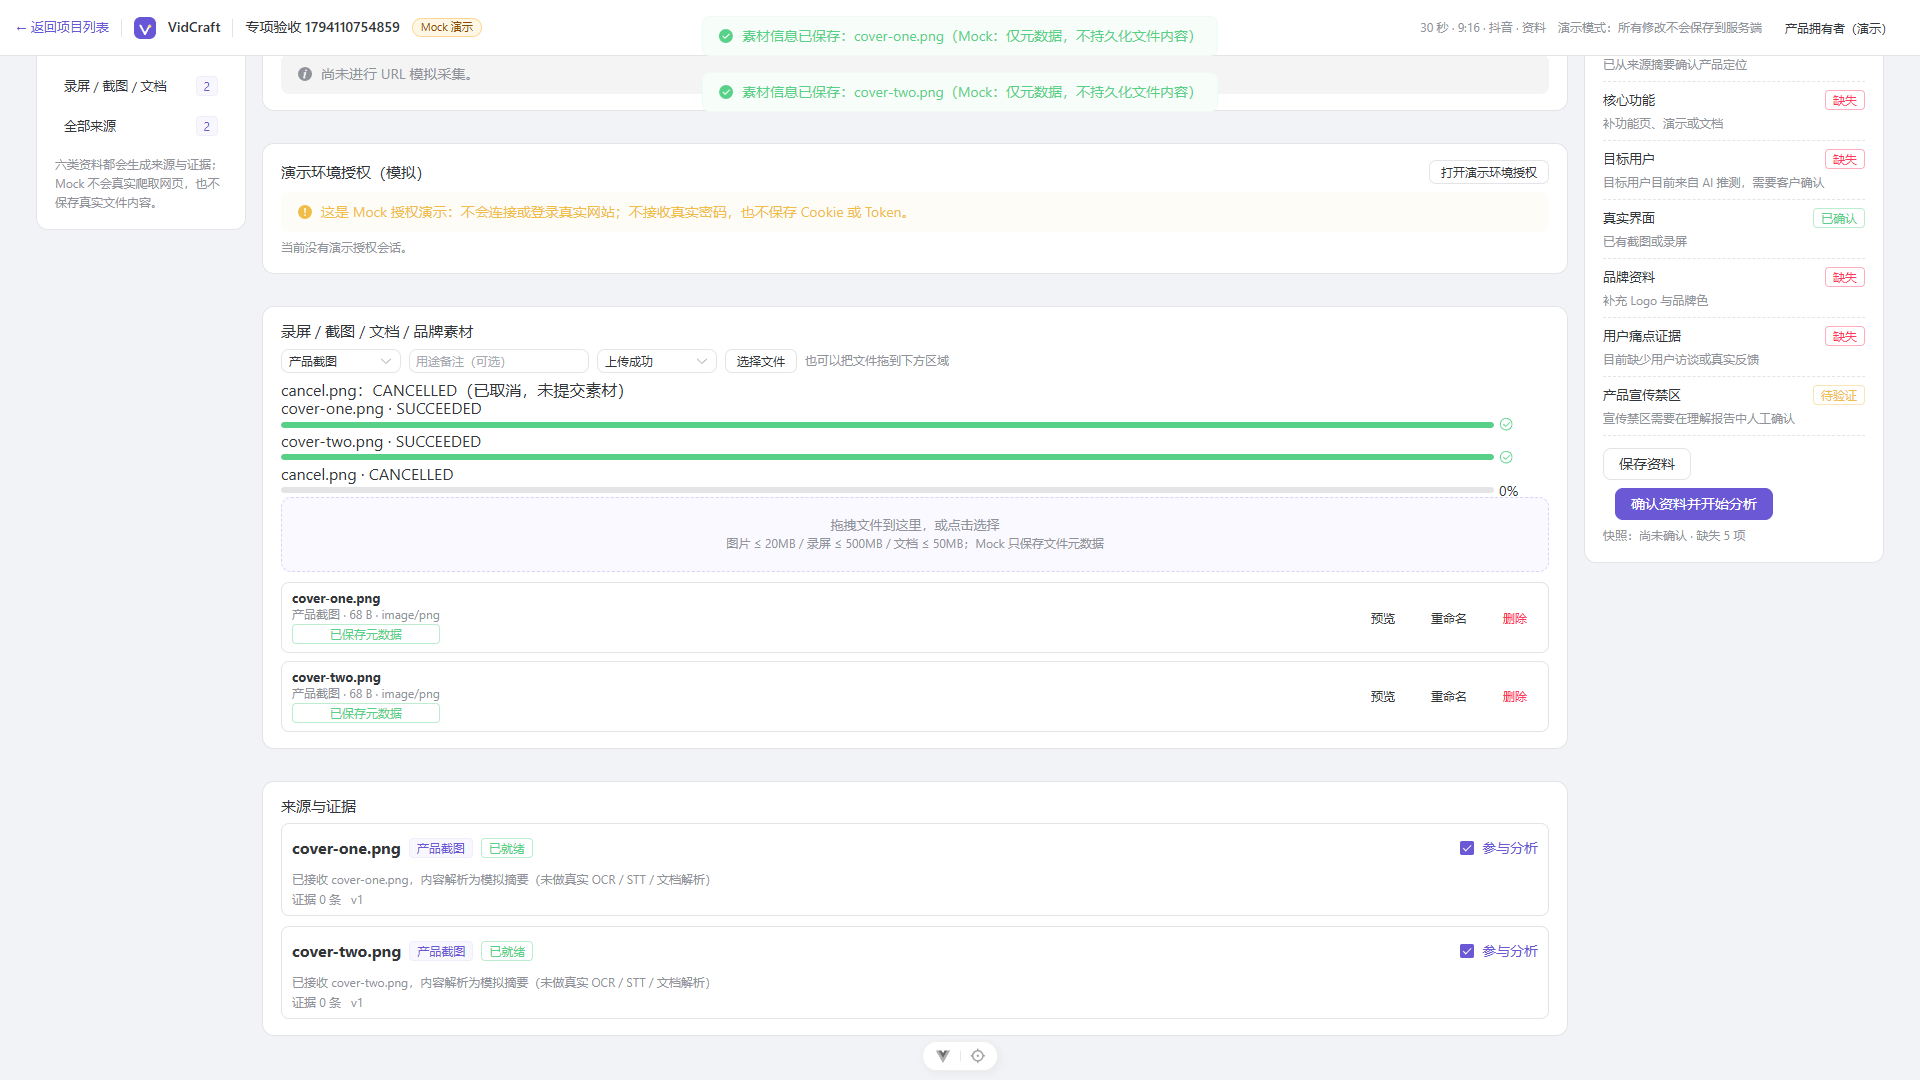 ← 返回项目列表
VidCraft
专项验收 1794110754859
Mock 演示
30 秒 · 9:16 · 抖音 · 资料
演示模式：所有修改不会保存到服务端
产品拥有者（演示）
素材信息已保存：cover-one.png（Mock：仅元数据，不持久化文件内容）
素材信息已保存：cover-two.png（Mock：仅元数据，不持久化文件内容）
录屏 / 截图 / 文档 2
全部来源 2
六类资料都会生成来源与证据；
Mock 不会真实爬取网页，也不
保存真实文件内容。
尚未进行 URL 模拟采集。
演示环境授权（模拟）
打开演示环境授权
这是 Mock 授权演示：不会连接或登录真实网站；不接收真实密码，也不保存 Cookie 或 Token。
当前没有演示授权会话。
录屏 / 截图 / 文档 / 品牌素材
产品截图
用途备注（可选）
上传成功
选择文件
也可以把文件拖到下方区域
cancel.png：CANCELLED（已取消，未提交素材）
cover-one.png · SUCCEEDED
cover-two.png · SUCCEEDED
cancel.png · CANCELLED
0%
拖拽文件到这里，或点击选择
图片 ≤ 20MB / 录屏 ≤ 500MB / 文档 ≤ 50MB；Mock 只保存文件元数据
cover-one.png
产品截图 · 68 B · image/png
已保存元数据
预览 重命名 删除
cover-two.png
产品截图 · 68 B · image/png
已保存元数据
预览 重命名 删除
来源与证据
cover-one.png 产品截图 已就绪
参与分析
已接收 cover-one.png，内容解析为模拟摘要（未做真实 OCR / STT / 文档解析）
证据 0 条 v1
cover-two.png 产品截图 已就绪
参与分析
已接收 cover-two.png，内容解析为模拟摘要（未做真实 OCR / STT / 文档解析）
证据 0 条 v1
已从来源摘要确认产品定位
核心功能 缺失
补功能页、演示或文档
目标用户 缺失
目标用户目前来自 AI 推测，需要客户确认
真实界面 已确认
已有截图或录屏
品牌资料 缺失
补充 Logo 与品牌色
用户痛点证据 缺失
目前缺少用户访谈或真实反馈
产品宣传禁区 待验证
宣传禁区需要在理解报告中人工确认
保存资料
确认资料并开始分析
快照：尚未确认 · 缺失 5 项